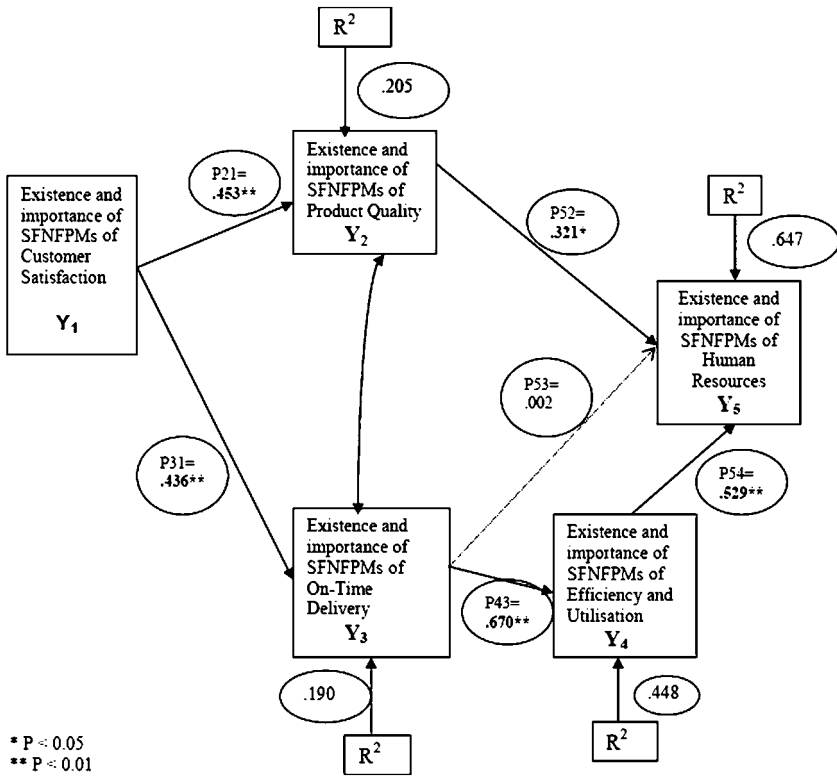 R²
.205
Existence and
importance of
SFNFPMs of
Product Quality
Y₂
P21=
.453**
Existence and
importance of
SFNFPMs of
Customer
Satisfaction
Y₁
P52=
.321*
R²
.647
Existence and
importance of
SFNFPMs of
Human
Resources
Y₅
P53=
.002
P31=
.436**
P54=
.529**
Existence and
importance of
SFNFPMs of
On-Time
Delivery
Y₃
P43=
.670**
Existence and
importance of
SFNFPMs of
Efficiency and
Utilisation
Y₄
.190
R²
.448
R²
* P < 0.05
** P < 0.01